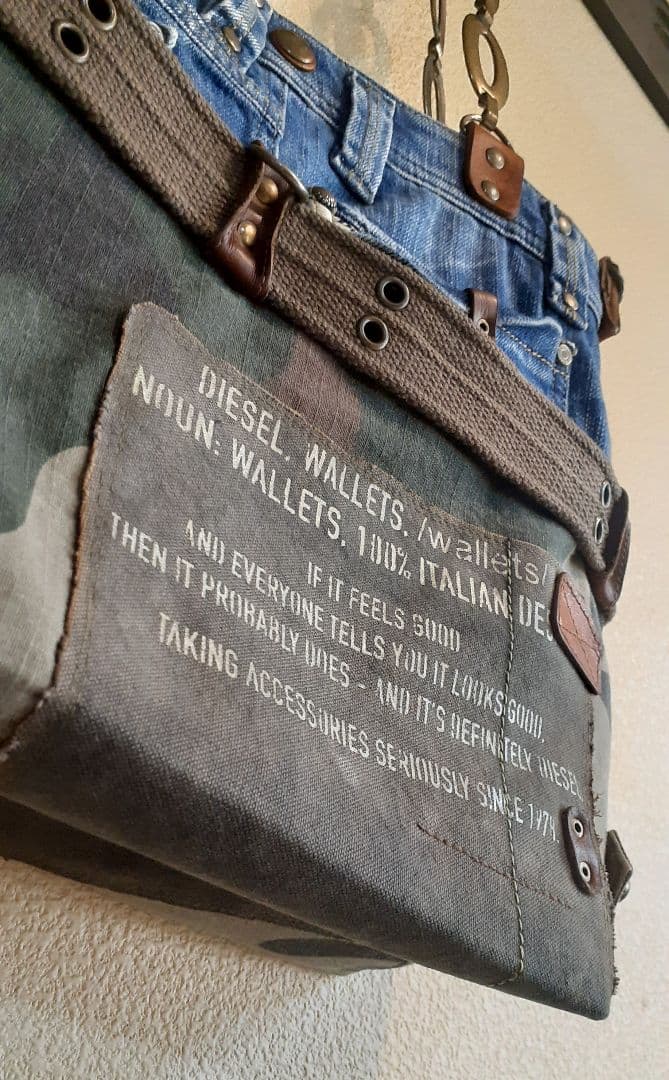 DIESEL, WALLETS, /wallets/
NOUN: WALLETS, 100% ITALIAN
IF IT FEELS GOOD
AND EVERYONE TELLS YOU IT LOOKS GOOD,
THEN IT PROBABLY DOES - AND IT'S DEFINITELY DIESEL
TAKING ACCESSORIES SERIOUSLY SINCE 1979.